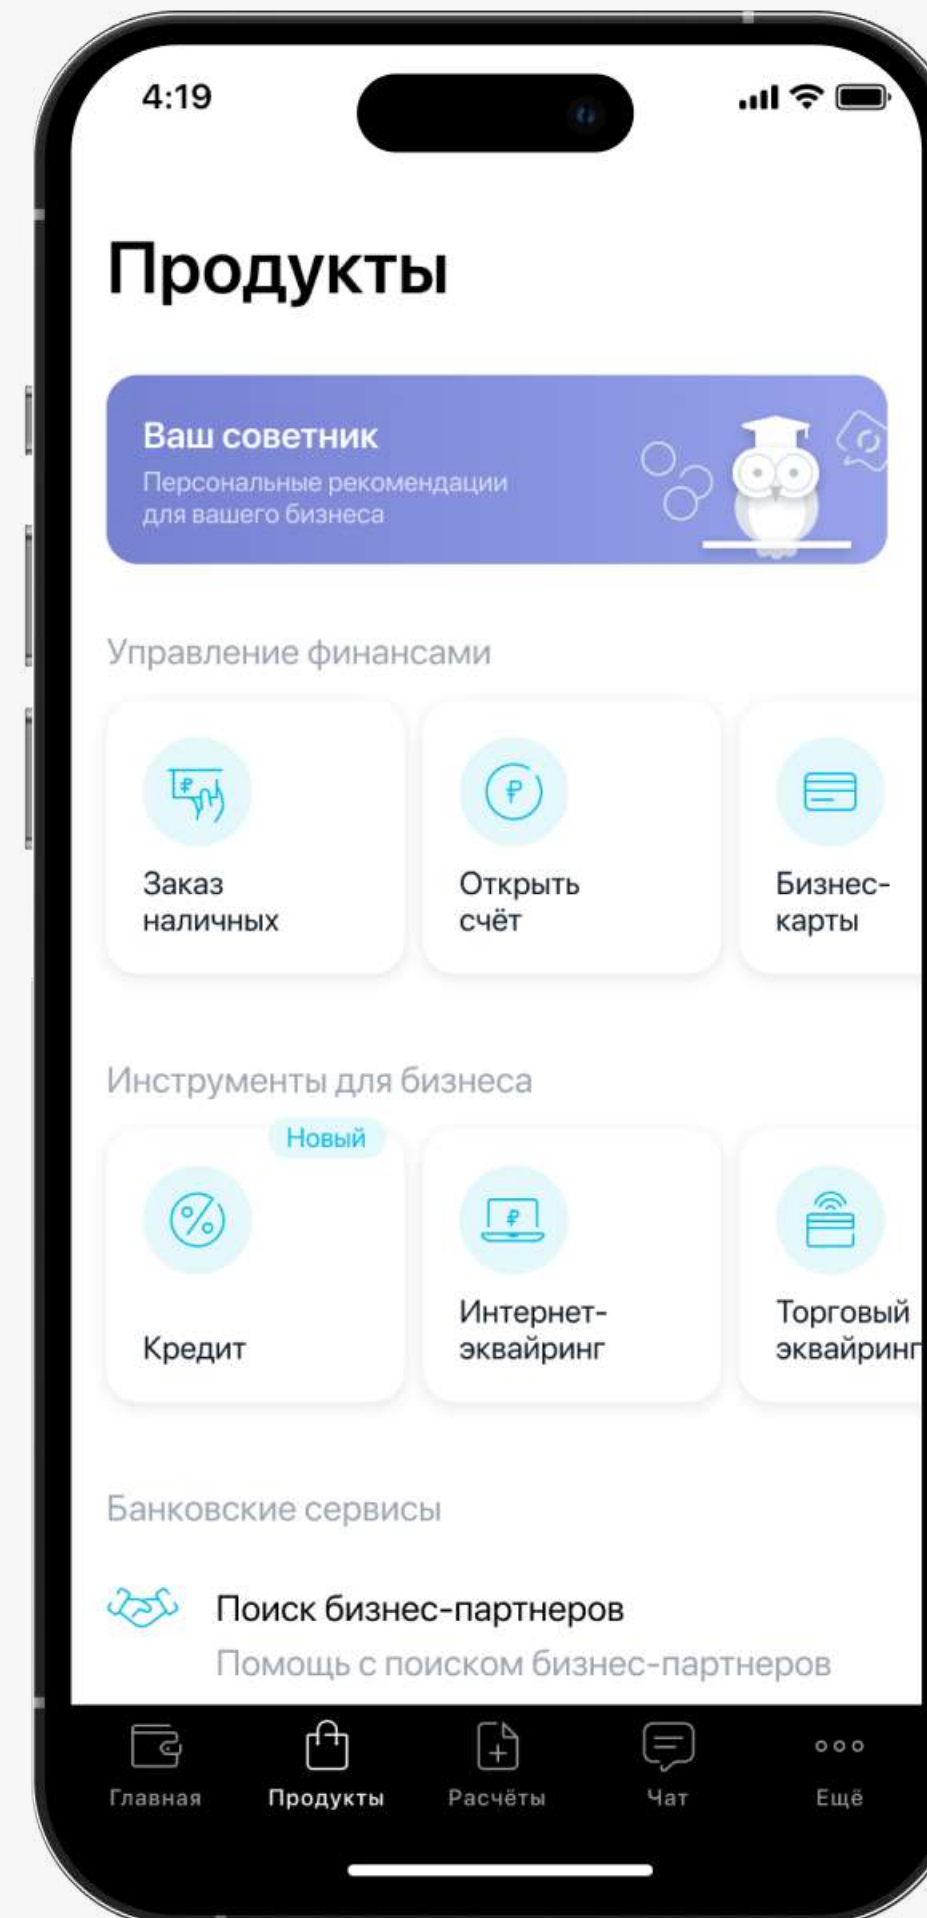 4:19
Продукты
Ваш советник
Персональные рекомендации
для вашего бизнеса
Управление финансами
Заказ
наличных
Открыть
счёт
Бизнес-
карты
Инструменты для бизнеса
Новый
Кредит
Интернет-
эквайринг
Торговый
эквайринг
Банковские сервисы
Поиск бизнес-партнеров
Помощь с поиском бизнес-партнеров
Главная
Продукты
Расчёты
Чат
Ещё